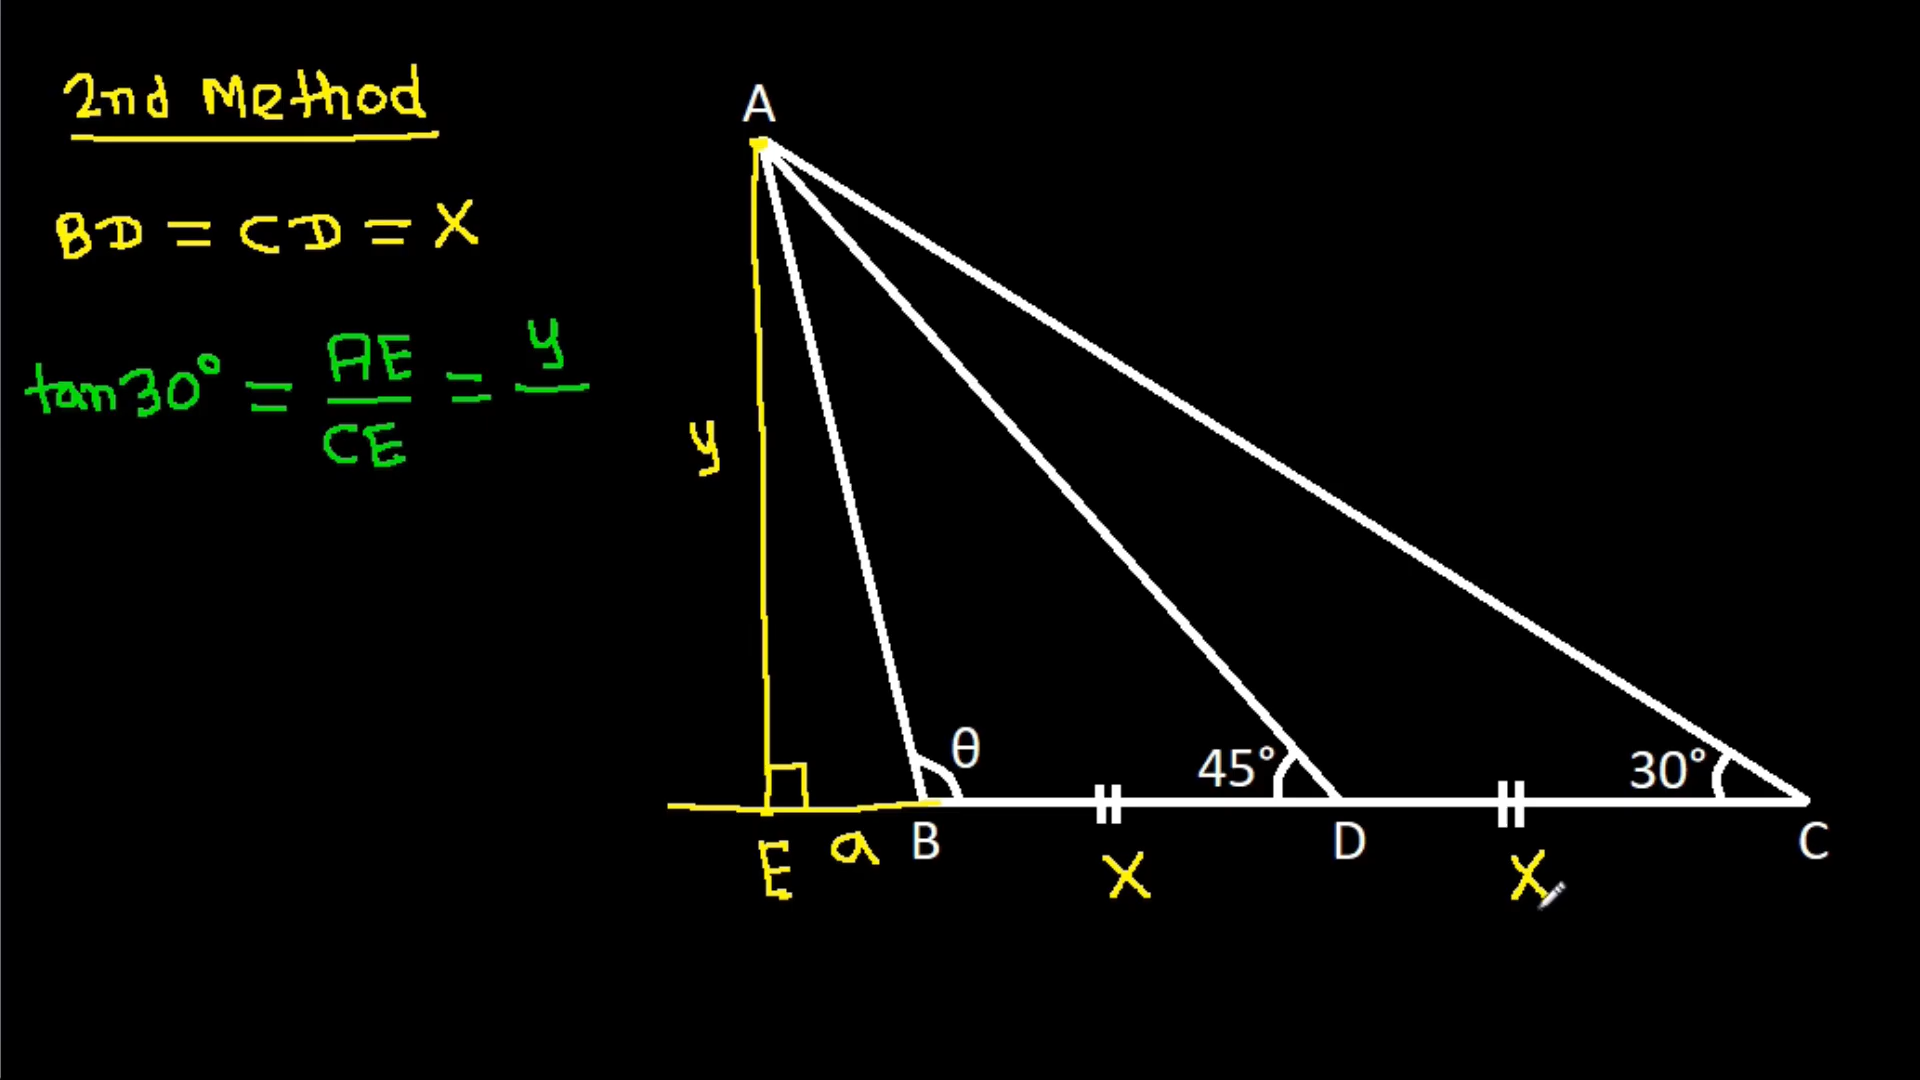 2nd Method
BD = CD = X
tan30° = AE/CE = y/
A
y
θ
45°
30°
E
a
B
D
C
X
X